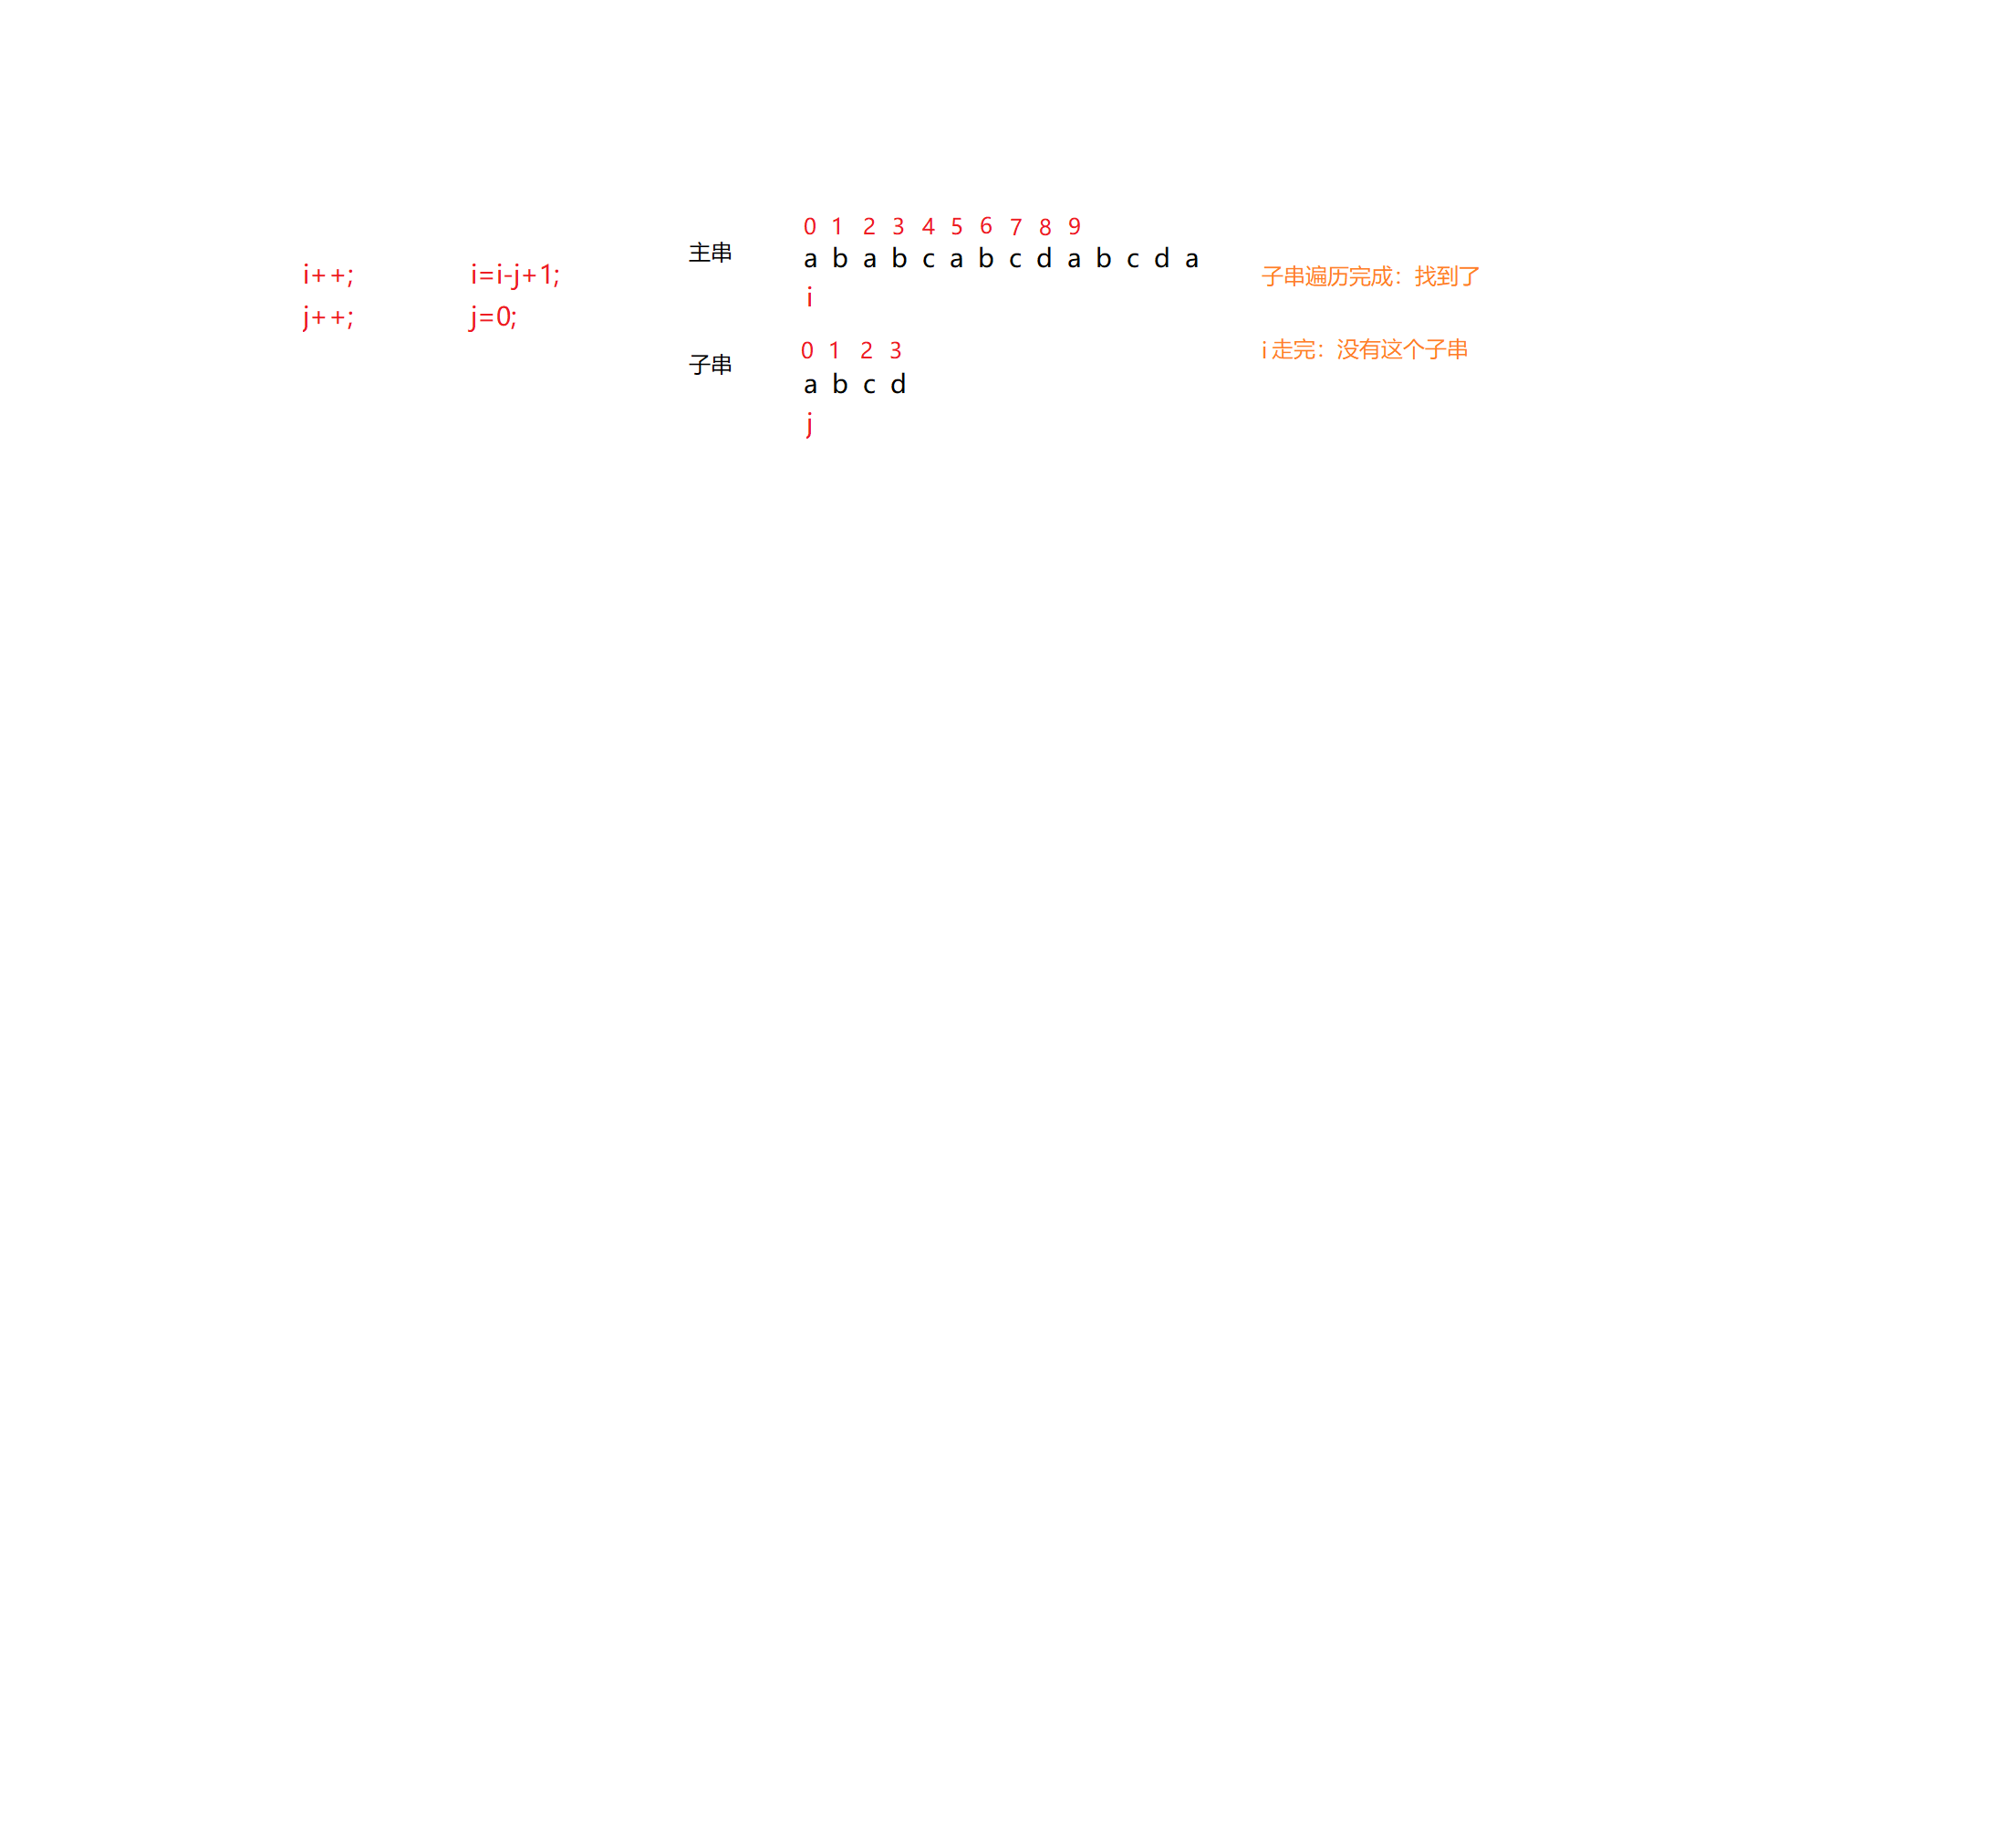 i++;
j++;
i=i-j+1;
j=0;
主串
0 1 2 3 4 5 6 7 8 9
a b a b c a b c d a b c d a
i
子串
0 1 2 3
a b c d
j
子串遍历完成：找到了
i 走完：没有这个子串